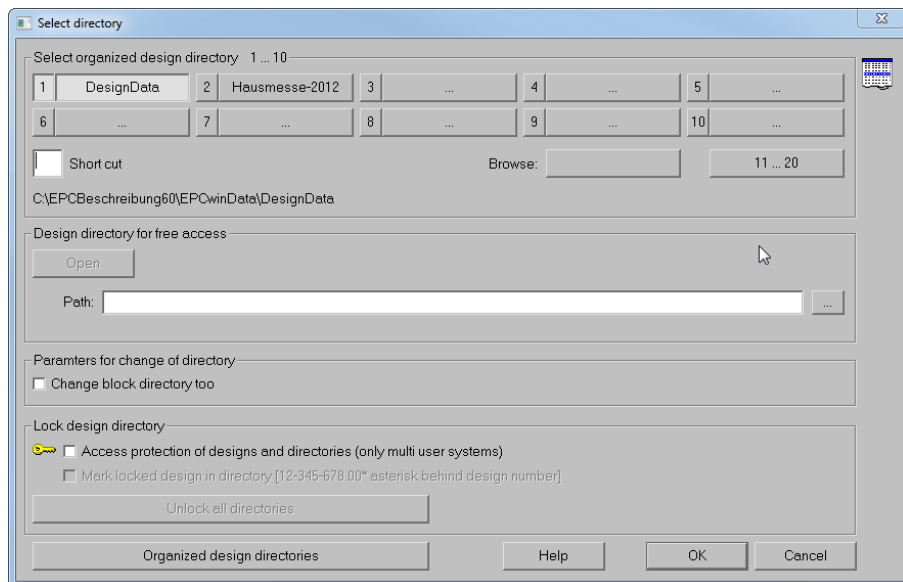 Select directory
Select organized design directory 1 ... 10
1 DesignData 2 Hausmesse-2012 3 ... 4 ... 5 ...
6 ... 7 ... 8 ... 9 ... 10 ...
Short cut Browse: 11 ... 20
C:\EPCBeschreibung60\EPCwinData\DesignData
Design directory for free access
Open
Path: ...
Paramters for change of directory
Change block directory too
Lock design directory
Access protection of designs and directories (only multi user systems)
Mark locked design in directory [12-345-678.00* asterisk behind design number]
Unlock all directories
Organized design directories Help OK Cancel